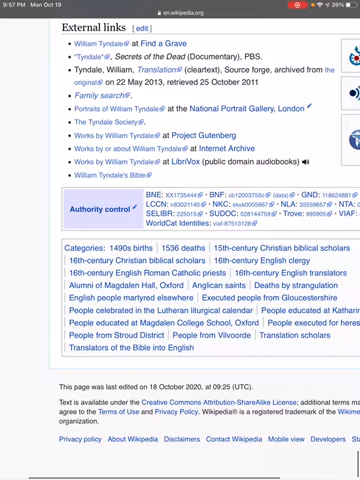 9:57 PM Mon Oct 19
39%
en.wikipedia.org
External links [ edit ]
William Tyndale at Find a Grave
"Tyndale", Secrets of the Dead (Documentary), PBS.
Tyndale, William, Translation (cleartext), Source forge, archived from the
original on 22 May 2013, retrieved 25 October 2011
Family search.
Portraits of William Tyndale at the National Portrait Gallery, London
The Tyndale Society.
Works by William Tyndale at Project Gutenberg
Works by or about William Tyndale at Internet Archive
Works by William Tyndale at LibriVox (public domain audiobooks)
William Tyndale's Bible
Authority control
BNE: XX1735444 · BNF: cb12003755c (data) · GND: 118624881
LCCN: n83021140 · NKC: skuk0005667 · NLA: 35559857 · NTA:
SELIBR: 225015 · SUDOC: 028144759 · Trove: 995905 · VIAF:
WorldCat Identities: viaf-87513128
Categories: 1490s births | 1536 deaths | 15th-century Christian biblical scholars
16th-century Christian biblical scholars | 16th-century English clergy
16th-century English Roman Catholic priests | 16th-century English translators
Alumni of Magdalen Hall, Oxford | Anglican saints | Deaths by strangulation
English people martyred elsewhere | Executed people from Gloucestershire
People celebrated in the Lutheran liturgical calendar | People educated at Kathari
People educated at Magdalen College School, Oxford | People executed for heres
People from Stroud District | People from Vilvoorde | Translation scholars
Translators of the Bible into English
This page was last edited on 18 October 2020, at 09:25 (UTC).
Text is available under the Creative Commons Attribution-ShareAlike License; additional terms ma
agree to the Terms of Use and Privacy Policy. Wikipedia® is a registered trademark of the Wikime
organization.
Privacy policy About Wikipedia Disclaimers Contact Wikipedia Mobile view Developers Sta